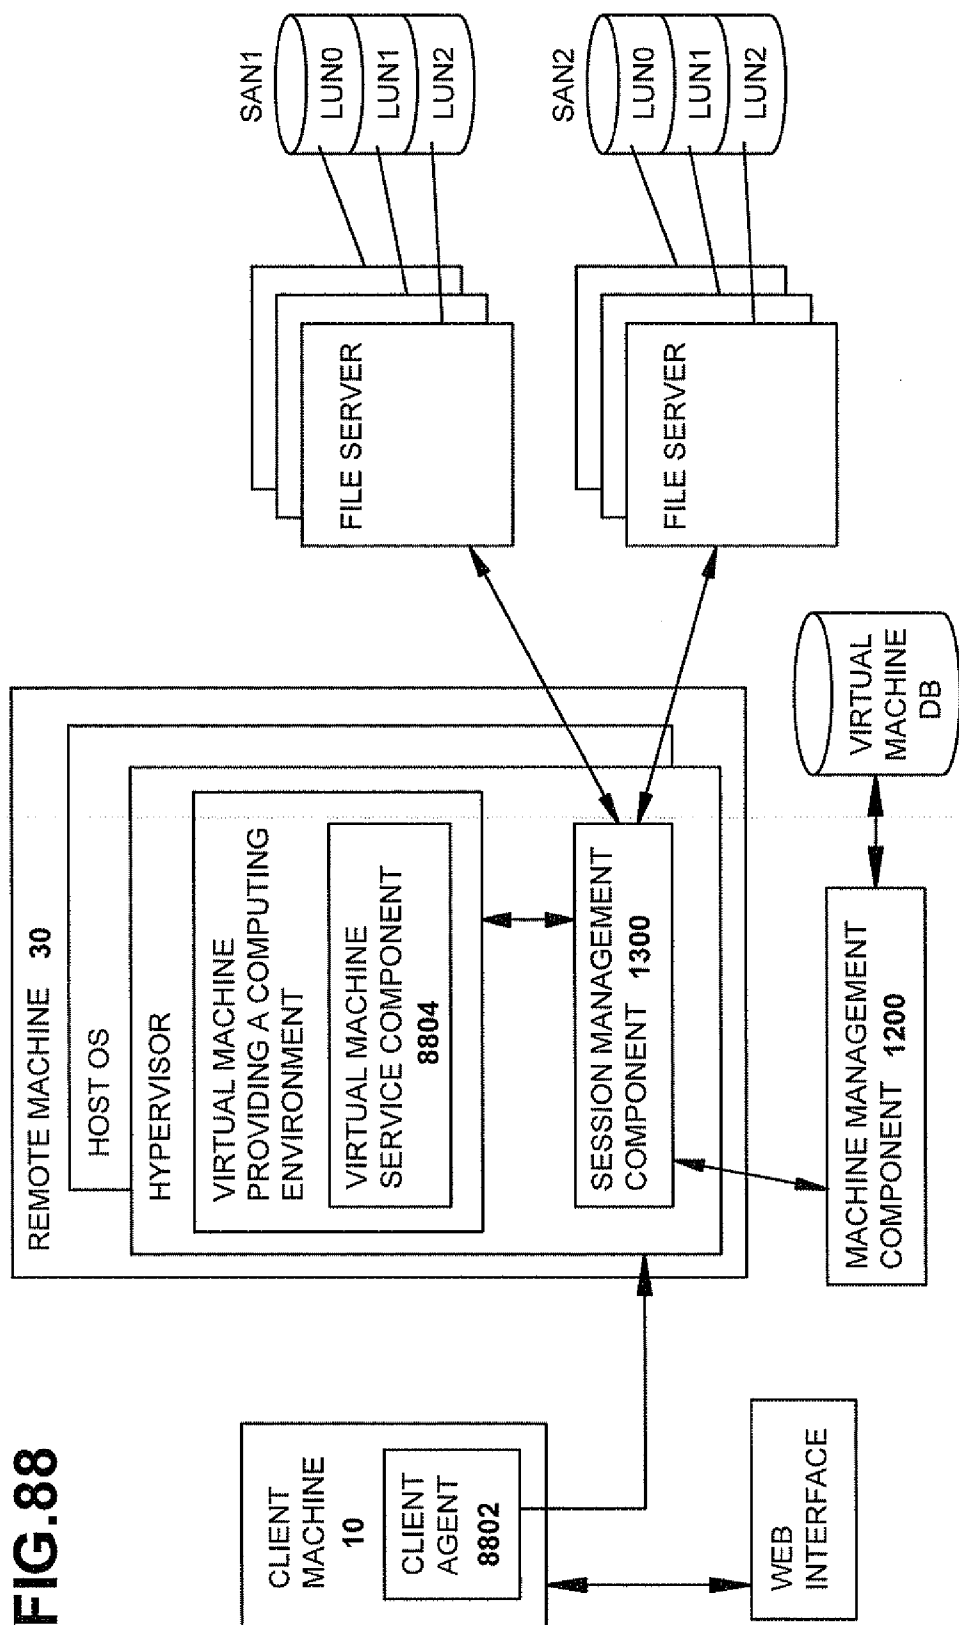 FIG.88
CLIENT
MACHINE
10
CLIENT
AGENT
8802
WEB
INTERFACE
REMOTE MACHINE 30
HOST OS
HYPERVISOR
VIRTUAL MACHINE
PROVIDING A COMPUTING
ENVIRONMENT
VIRTUAL MACHINE
SERVICE COMPONENT
8804
SESSION MANAGEMENT
COMPONENT 1300
MACHINE MANAGEMENT
COMPONENT 1200
VIRTUAL
MACHINE
DB
FILE SERVER
SAN1
LUN0
LUN1
LUN2
FILE SERVER
SAN2
LUN0
LUN1
LUN2